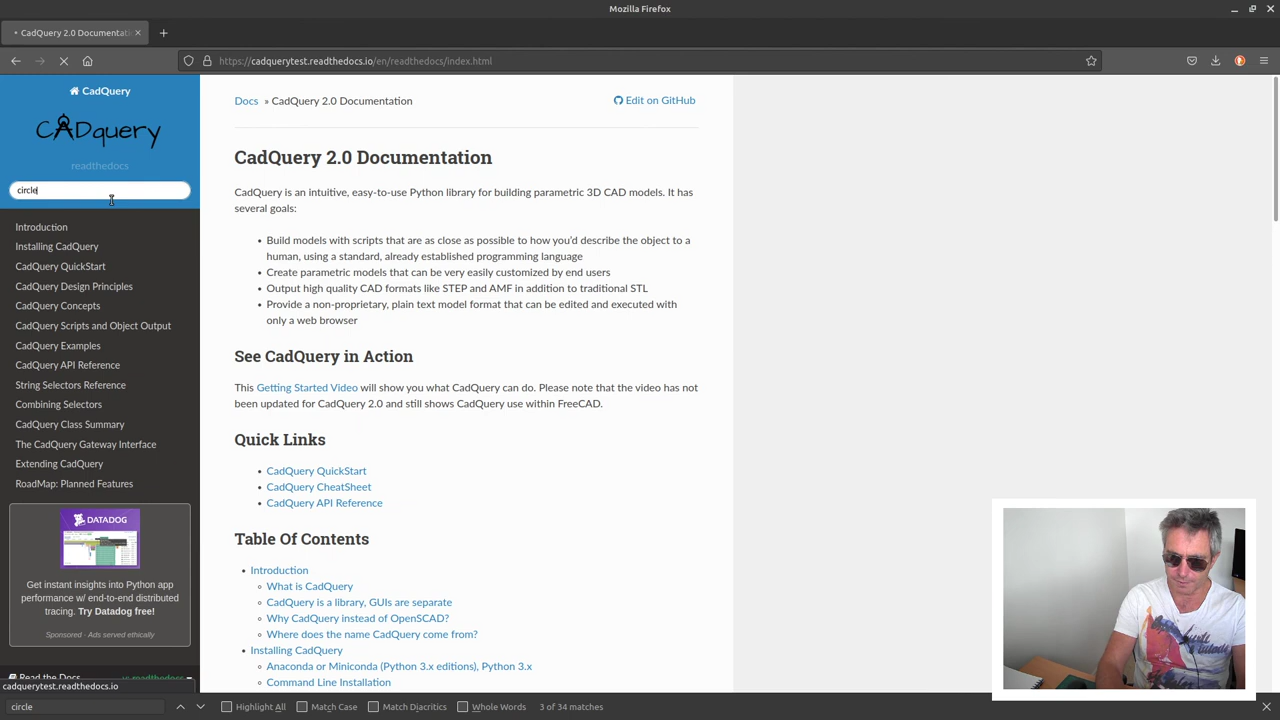 Mozilla Firefox
CadQuery 2.0 Documentati
https://cadquerytest.readthedocs.io/en/readthedocs/index.html
CadQuery
CADquery
readthedocs
circle
Introduction
Installing CadQuery
CadQuery QuickStart
CadQuery Design Principles
CadQuery Concepts
CadQuery Scripts and Object Output
CadQuery Examples
CadQuery API Reference
String Selectors Reference
Combining Selectors
CadQuery Class Summary
The CadQuery Gateway Interface
Extending CadQuery
RoadMap: Planned Features
DATADOG
Get instant insights into Python app
performance w/ end-to-end distributed
tracing. Try Datadog free!
Sponsored · Ads served ethically
Read the Docs
v: readthedocs
cadquerytest.readthedocs.io
Docs » CadQuery 2.0 Documentation
Edit on GitHub
CadQuery 2.0 Documentation
CadQuery is an intuitive, easy-to-use Python library for building parametric 3D CAD models. It has
several goals:
• Build models with scripts that are as close as possible to how you’d describe the object to a
human, using a standard, already established programming language
• Create parametric models that can be very easily customized by end users
• Output high quality CAD formats like STEP and AMF in addition to traditional STL
• Provide a non-proprietary, plain text model format that can be edited and executed with
only a web browser
See CadQuery in Action
This Getting Started Video will show you what CadQuery can do. Please note that the video has not
been updated for CadQuery 2.0 and still shows CadQuery use within FreeCAD.
Quick Links
• CadQuery QuickStart
• CadQuery CheatSheet
• CadQuery API Reference
Table Of Contents
• Introduction
◦ What is CadQuery
◦ CadQuery is a library, GUIs are separate
◦ Why CadQuery instead of OpenSCAD?
◦ Where does the name CadQuery come from?
• Installing CadQuery
◦ Anaconda or Miniconda (Python 3.x editions), Python 3.x
◦ Command Line Installation
circle
Highlight All
Match Case
Match Diacritics
Whole Words
3 of 34 matches